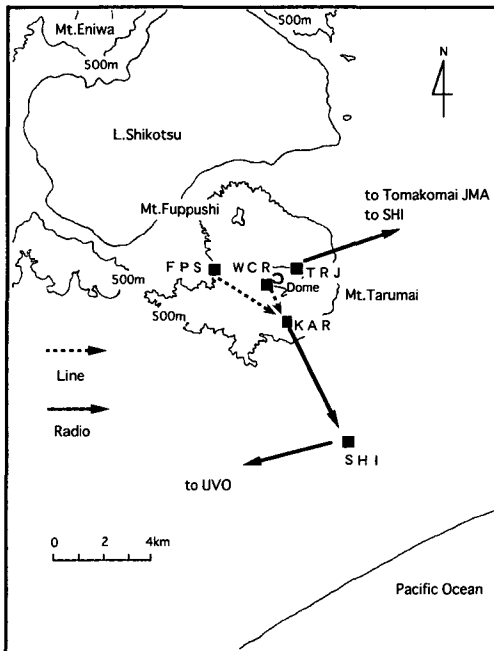 Mt.Eniwa
500m
500m
N
L.Shikotsu
Mt.Fuppushi
to Tomakomai JMA
to SHI
FPS
WCR
TRJ
Dome
500m
Mt.Tarumai
500m
KAR
Line
Radio
SHI
to UVO
0 2 4km
Pacific Ocean